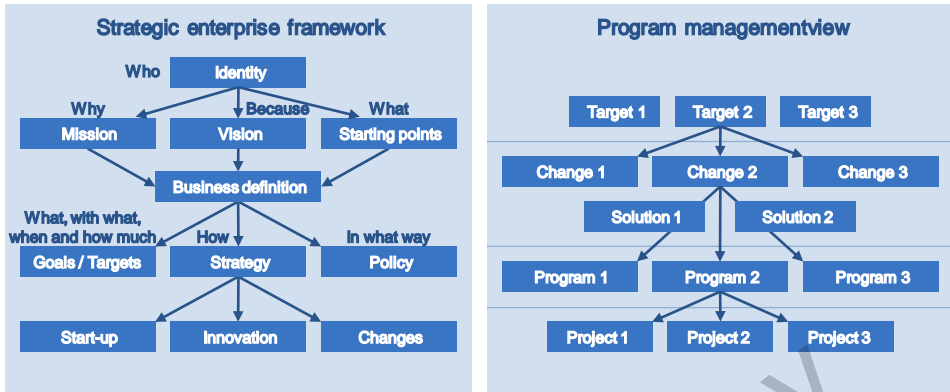 Strategic enterprise framework
Who
Identity
Why
Because
What
Mission
Vision
Starting points
Business definition
What, with what,
when and how much
How
In what way
Goals / Targets
Strategy
Policy
Start-up
Innovation
Changes
Program managementview
Target 1
Target 2
Target 3
Change 1
Change 2
Change 3
Solution 1
Solution 2
Program 1
Program 2
Program 3
Project 1
Project 2
Project 3